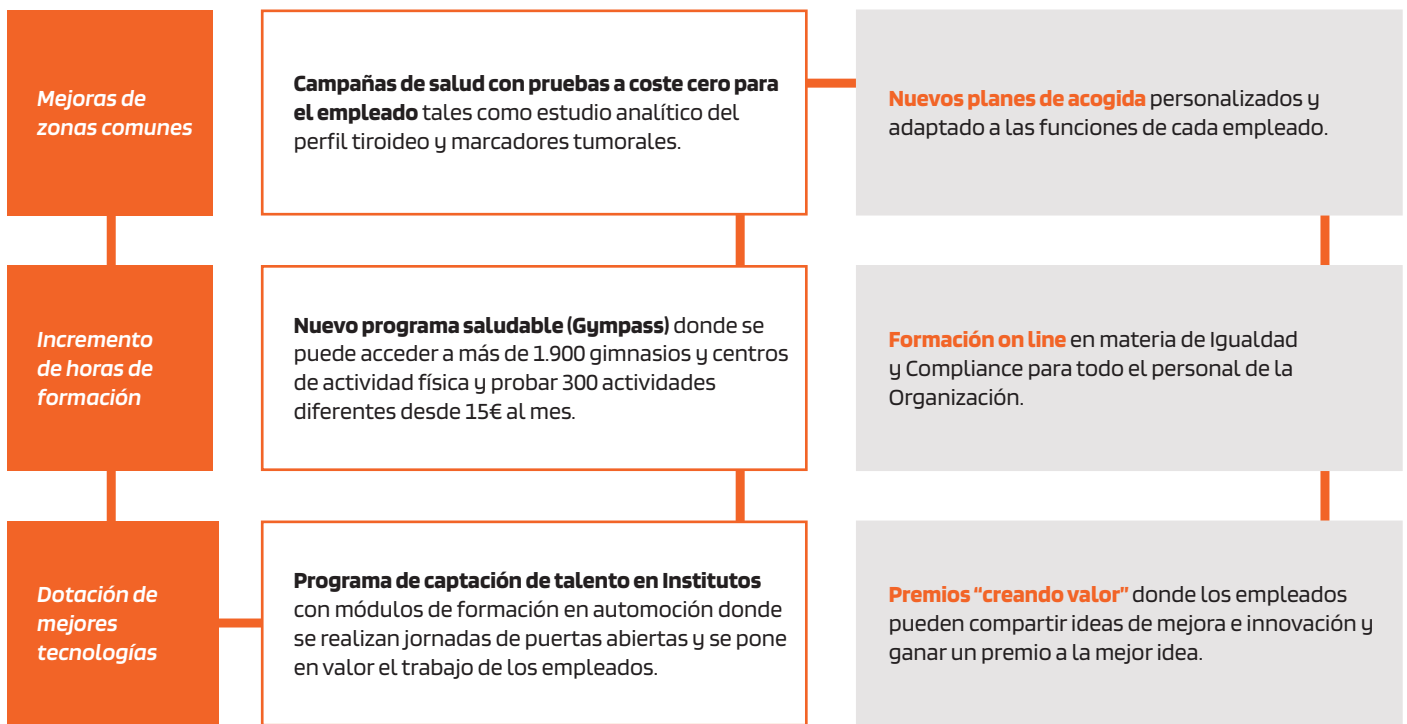 Mejoras de
zonas comunes
Incremento
de horas de
formación
Dotación de
mejores
tecnologías
Campañas de salud con pruebas a coste cero para
el empleado tales como estudio analítico del
perfil tiroideo y marcadores tumorales.
Nuevo programa saludable (Gympass) donde se
puede acceder a más de 1.900 gimnasios y centros
de actividad física y probar 300 actividades
diferentes desde 15€ al mes.
Programa de captación de talento en Institutos
con módulos de formación en automoción donde
se realizan jornadas de puertas abiertas y se pone
en valor el trabajo de los empleados.
Nuevos planes de acogida personalizados y
adaptado a las funciones de cada empleado.
Formación on line en materia de Igualdad
y Compliance para todo el personal de la
Organización.
Premios “creando valor” donde los empleados
pueden compartir ideas de mejora e innovación y
ganar un premio a la mejor idea.